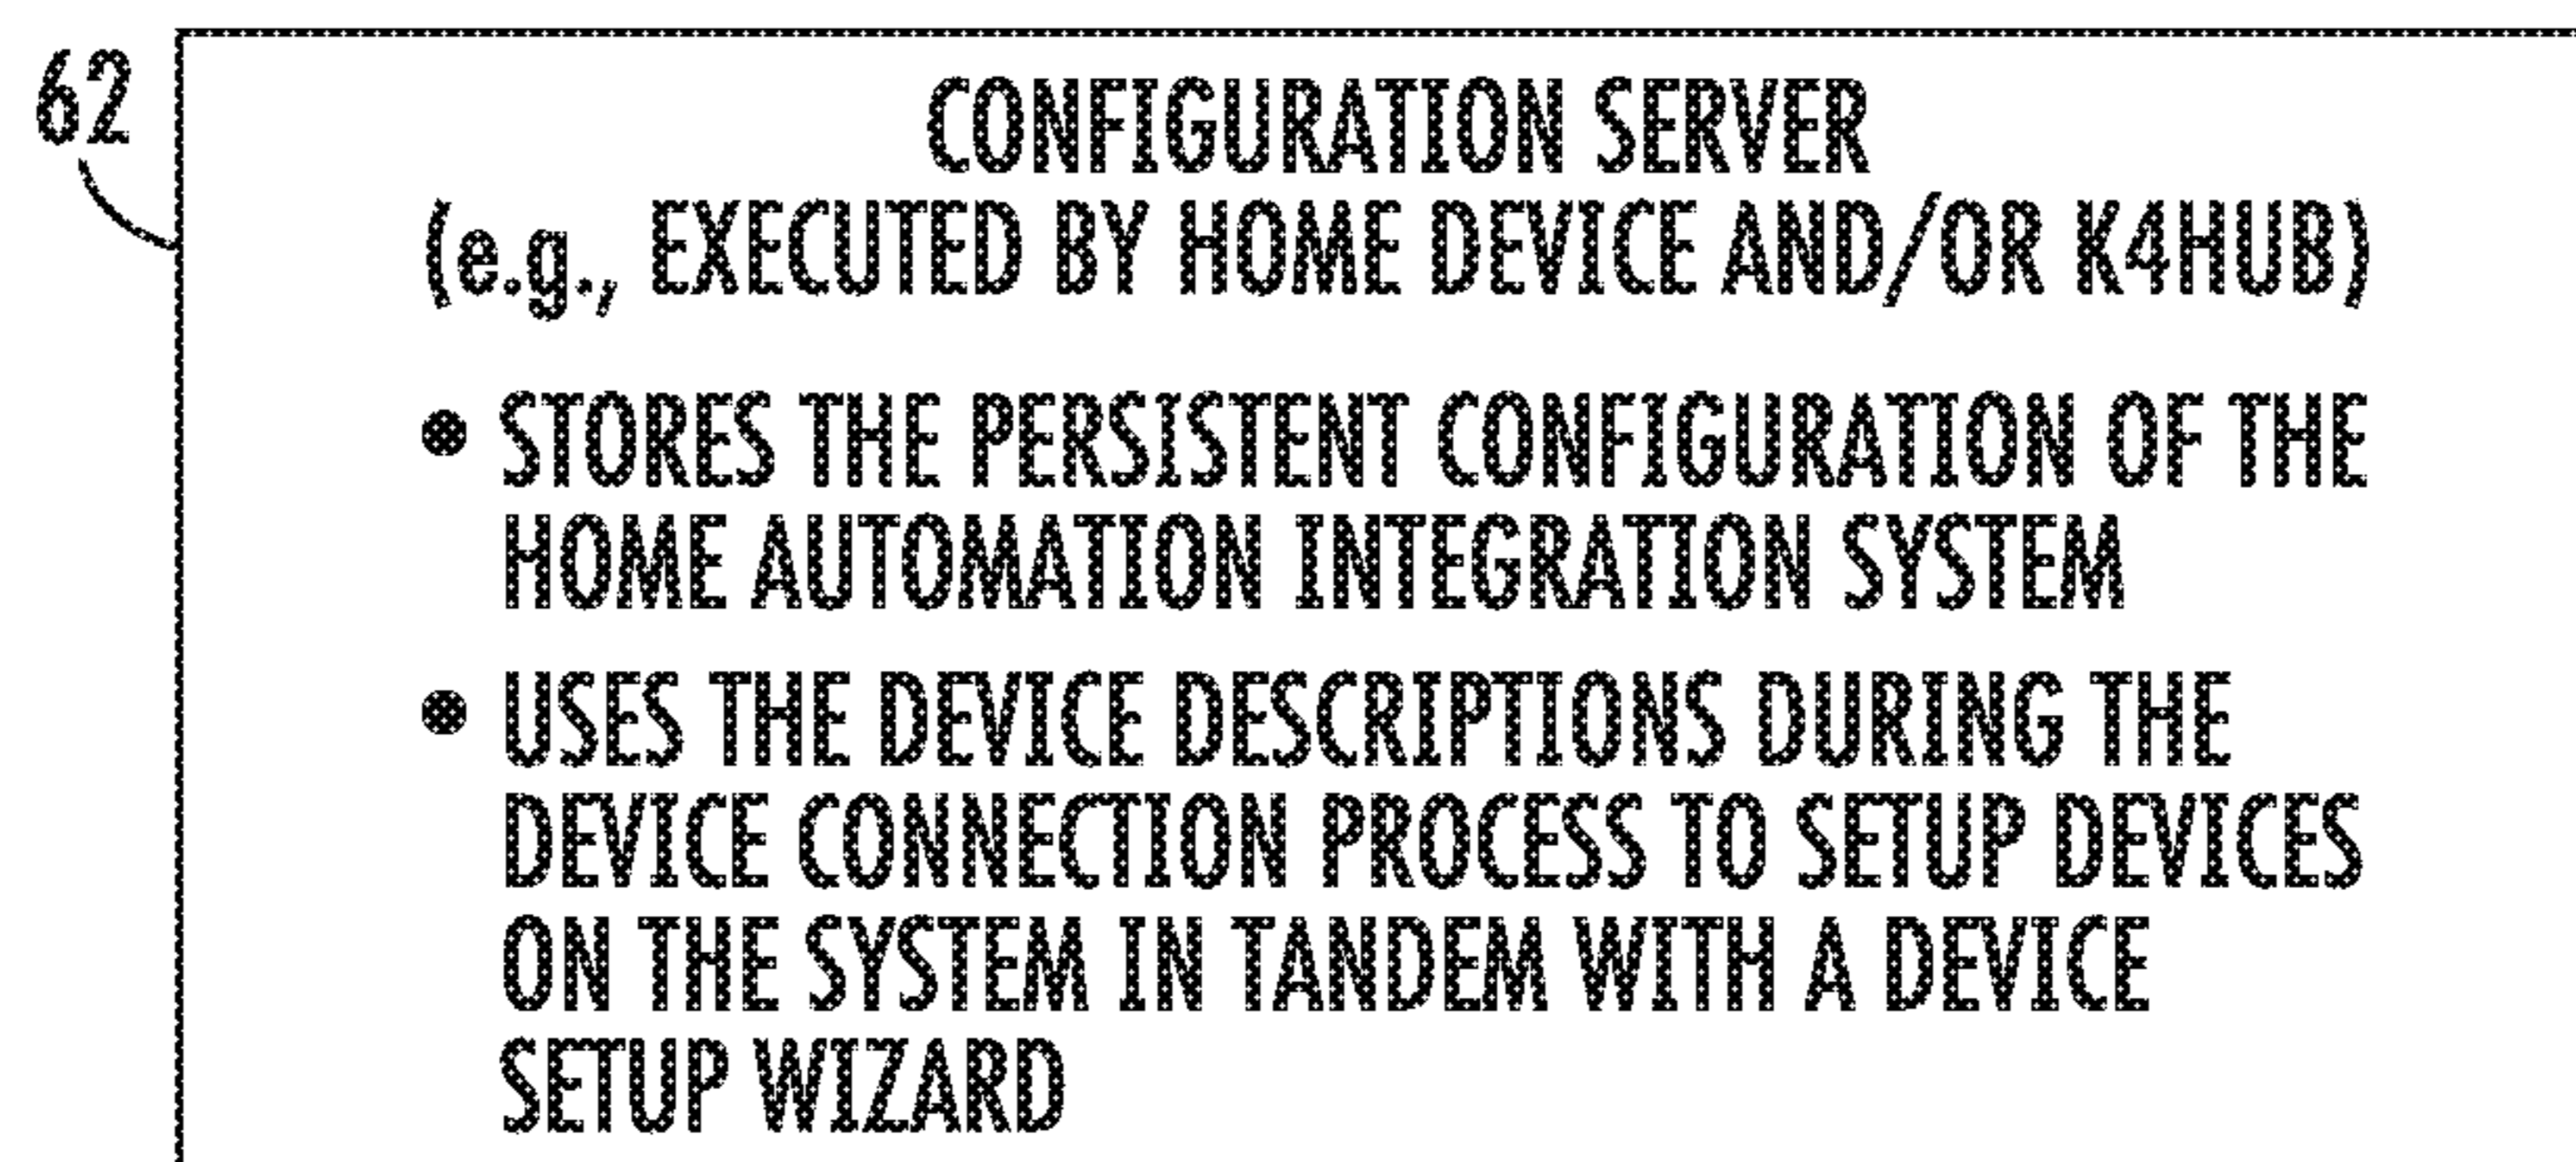 62
CONFIGURATION SERVER
(e.g., EXECUTED BY HOME DEVICE AND/OR K4HUB)
• STORES THE PERSISTENT CONFIGURATION OF THE
HOME AUTOMATION INTEGRATION SYSTEM
• USES THE DEVICE DESCRIPTIONS DURING THE
DEVICE CONNECTION PROCESS TO SETUP DEVICES
ON THE SYSTEM IN TANDEM WITH A DEVICE
SETUP WIZARD